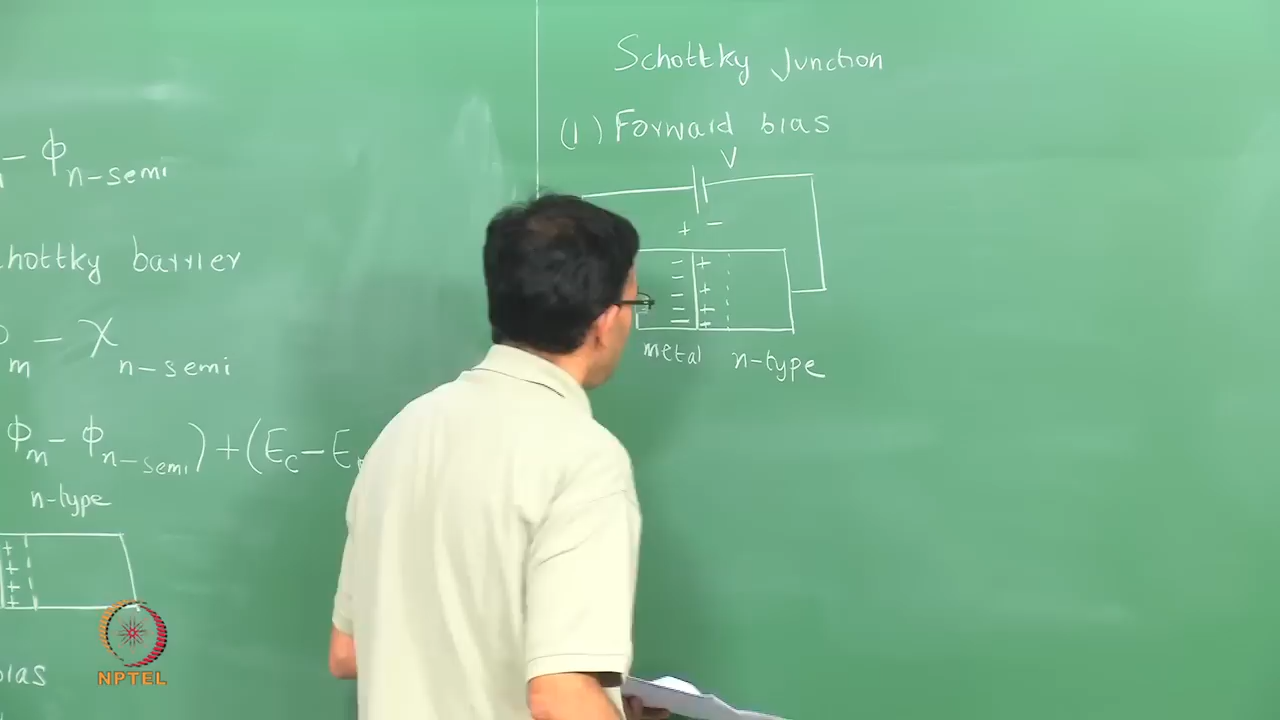 – Φn-semi
Schottky barrier
m – χn-semi
Φm – Φn-semi) + (Ec – E
n-type
+
+
+
+
bias
Schottky Junction
(1) Forward bias
V
+ –
– +
–
– +
– +
– +
metal n-type
NPTEL